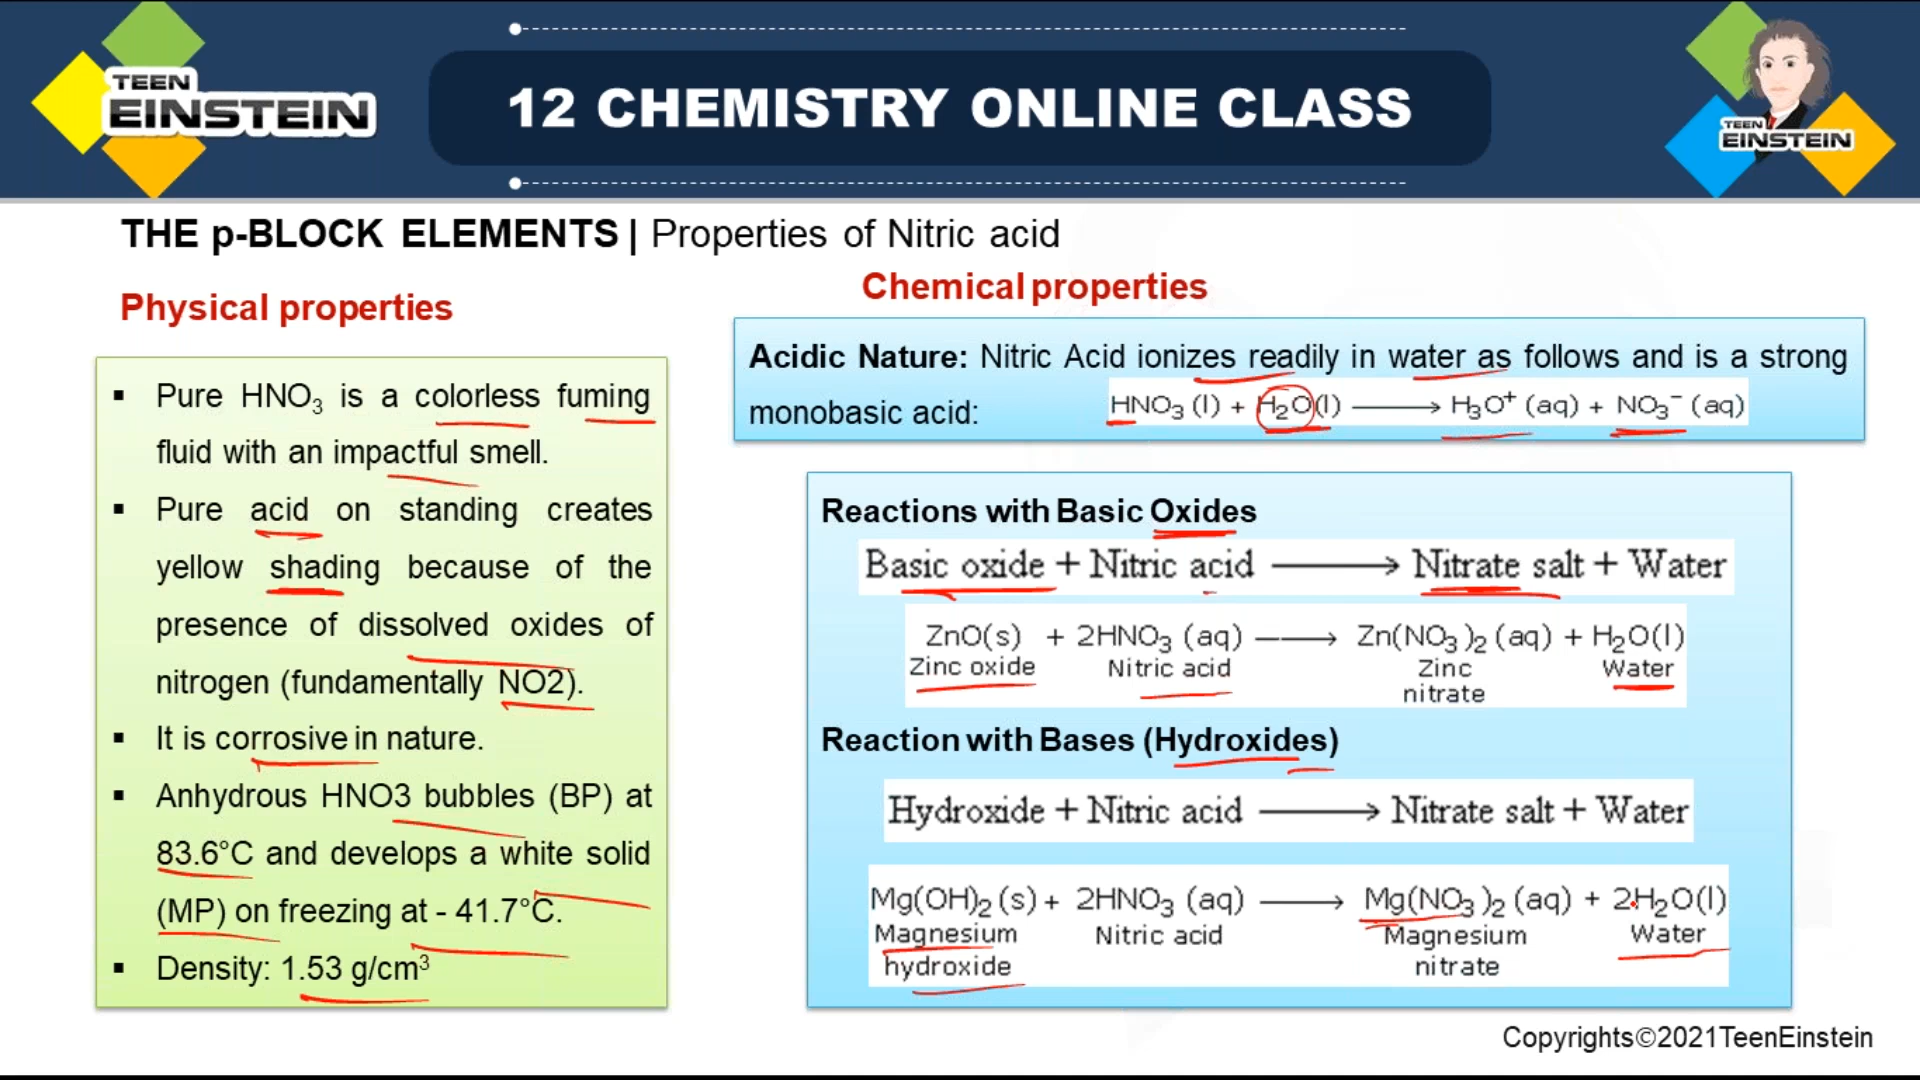 TEEN
EINSTEIN
12 CHEMISTRY ONLINE CLASS
TEEN
EINSTEIN
THE p-BLOCK ELEMENTS | Properties of Nitric acid
Physical properties
▪ Pure HNO₃ is a colorless fuming
fluid with an impactful smell.
▪ Pure acid on standing creates
yellow shading because of the
presence of dissolved oxides of
nitrogen (fundamentally NO2).
▪ It is corrosive in nature.
▪ Anhydrous HNO3 bubbles (BP) at
83.6°C and develops a white solid
(MP) on freezing at - 41.7°C.
▪ Density: 1.53 g/cm³
Chemical properties
Acidic Nature: Nitric Acid ionizes readily in water as follows and is a strong
monobasic acid: HNO₃ (l) + H₂O(l) ⟶ H₃O⁺ (aq) + NO₃⁻ (aq)
Reactions with Basic Oxides
Basic oxide + Nitric acid ⟶ Nitrate salt + Water
ZnO(s) + 2HNO₃ (aq) ⟶ Zn(NO₃)₂ (aq) + H₂O(l)
Zinc oxide Nitric acid Zinc Water
nitrate
Reaction with Bases (Hydroxides)
Hydroxide + Nitric acid ⟶ Nitrate salt + Water
Mg(OH)₂ (s) + 2HNO₃ (aq) ⟶ Mg(NO₃)₂ (aq) + 2H₂O(l)
Magnesium Nitric acid Magnesium Water
hydroxide nitrate
Copyrights©2021TeenEinstein